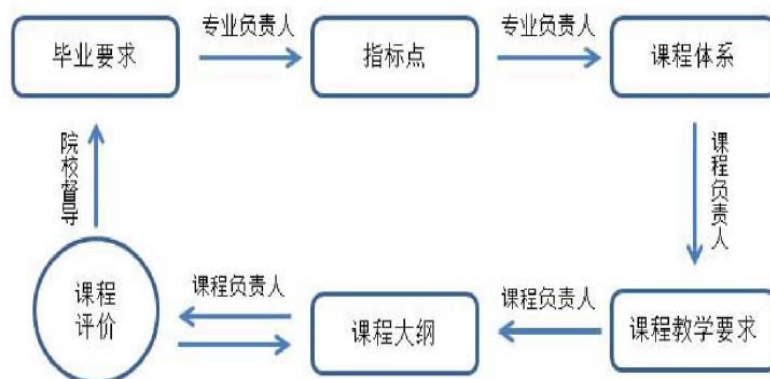 专业负责人
专业负责人
毕业要求
指标点
课程体系
院校督导
课程负责人
课程
评价
课程负责人
课程大纲
课程负责人
课程教学要求